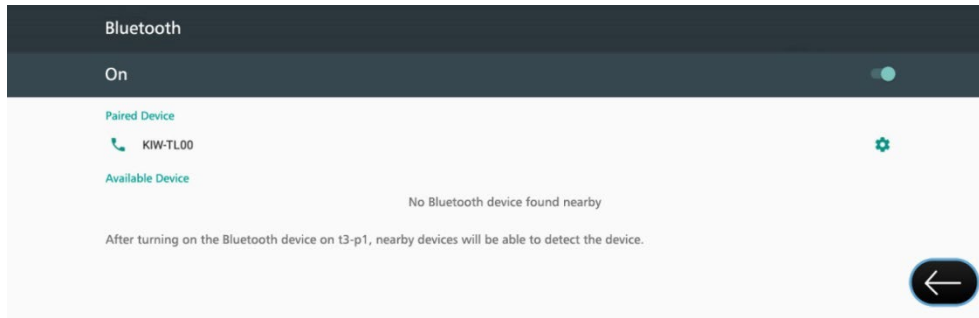 Bluetooth
On
Paired Device
KIW-TL00
Available Device
No Bluetooth device found nearby
After turning on the Bluetooth device on t3-p1, nearby devices will be able to detect the device.